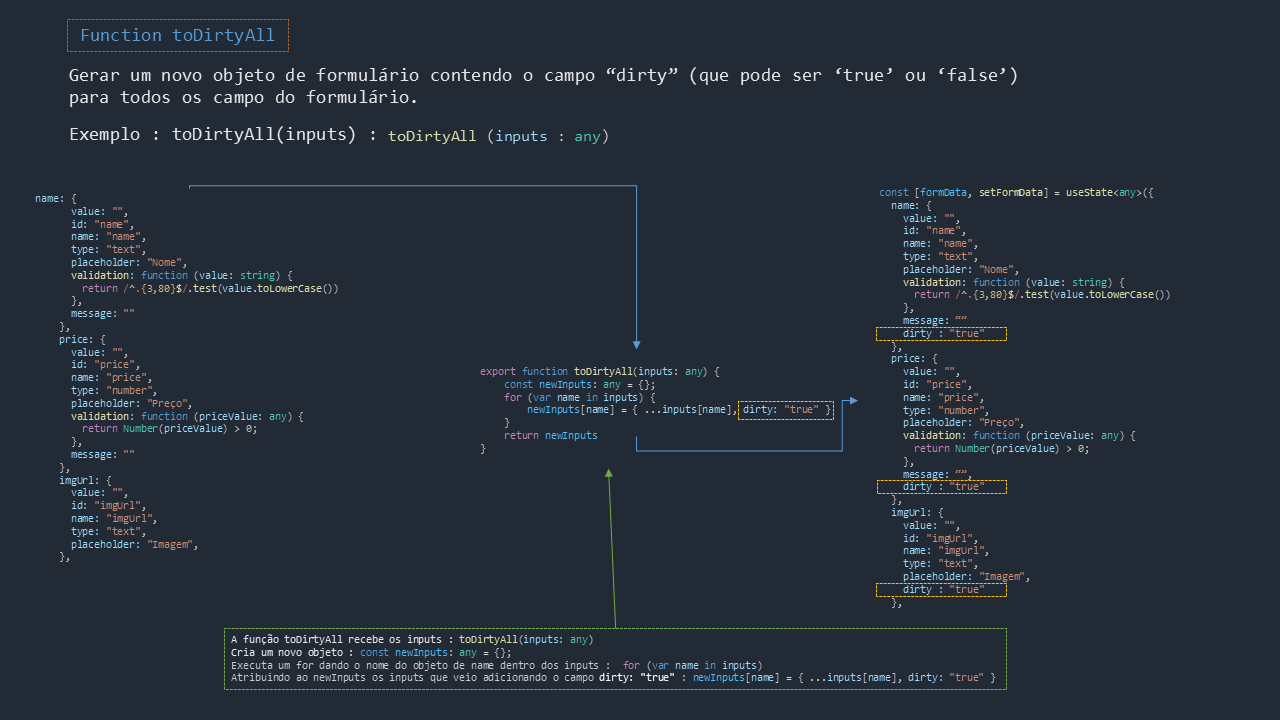 Function toDirtyAll
Gerar um novo objeto de formulário contendo o campo “dirty” (que pode ser ‘true’ ou ‘false’)
para todos os campo do formulário.
Exemplo : toDirtyAll(inputs) : toDirtyAll (inputs : any)
name: {
value: "",
id: "name",
name: "name",
type: "text",
placeholder: "Nome",
validation: function (value: string) {
return /^.{3,80}$/.test(value.toLowerCase())
},
message: ""
},
price: {
value: "",
id: "price",
name: "price",
type: "number",
placeholder: "Preço",
validation: function (priceValue: any) {
return Number(priceValue) > 0;
},
message: ""
},
imgUrl: {
value: "",
id: "imgUrl",
name: "imgUrl",
type: "text",
placeholder: "Imagem",
},
export function toDirtyAll(inputs: any) {
const newInputs: any = {};
for (var name in inputs) {
newInputs[name] = { ...inputs[name], dirty: "true" }
}
return newInputs
}
const [formData, setFormData] = useState<any>({
name: {
value: "",
id: "name",
name: "name",
type: "text",
placeholder: "Nome",
validation: function (value: string) {
return /^.{3,80}$/.test(value.toLowerCase())
},
message: “”
dirty : "true"
},
price: {
value: "",
id: "price",
name: "price",
type: "number",
placeholder: "Preço",
validation: function (priceValue: any) {
return Number(priceValue) > 0;
},
message: “”,
dirty : "true"
},
imgUrl: {
value: "",
id: "imgUrl",
name: "imgUrl",
type: "text",
placeholder: "Imagem",
dirty : "true"
},
A função toDirtyAll recebe os inputs : toDirtyAll(inputs: any)
Cria um novo objeto : const newInputs: any = {};
Executa um for dando o nome do objeto de name dentro dos inputs : for (var name in inputs)
Atribuindo ao newInputs os inputs que veio adicionando o campo dirty: "true" : newInputs[name] = { ...inputs[name], dirty: "true" }